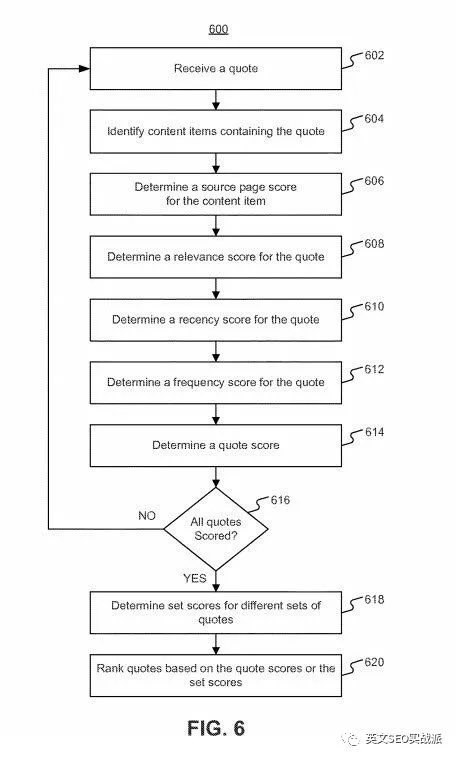 600
Receive a quote
602
Identify content items containing the quote
604
Determine a source page score
for the content item
606
Determine a relevance score for the quote
608
Determine a recency score for the quote
610
Determine a frequency score for the quote
612
Determine a quote score
614
All quotes
Scored?
616
NO
YES
Determine set scores for different sets of
quotes
618
Rank quotes based on the quote scores or the
set scores
620
FIG. 6
英文SEO实战派